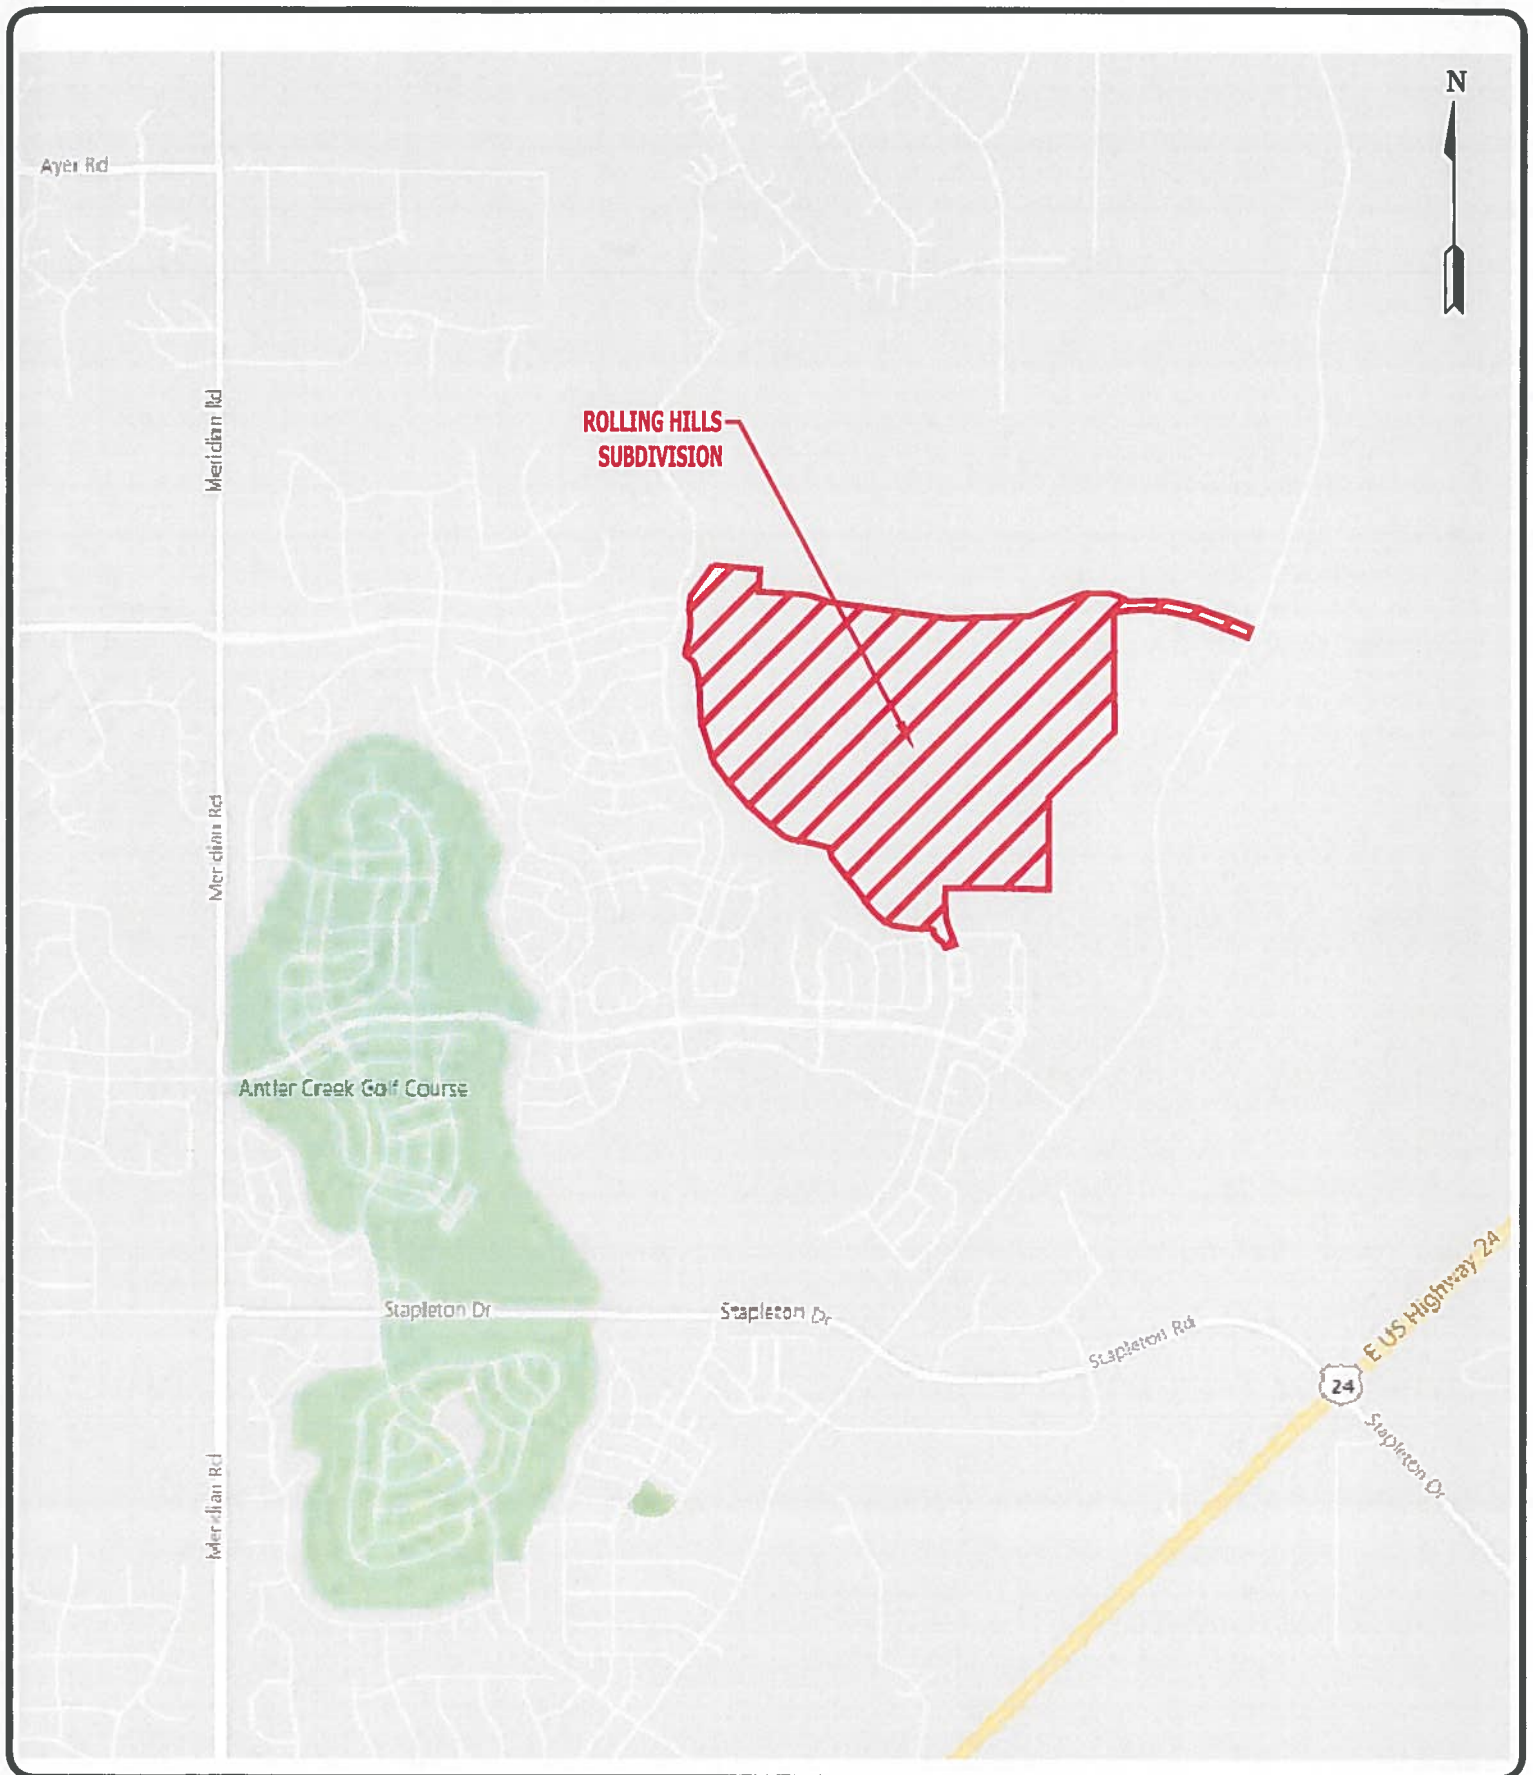 N
Ayer Rd
Meridian Rd
ROLLING HILLS
SUBDIVISION
Meridian Rd
Antler Creek Golf Course
Stapleton Dr
Stapleton Dr
Stapleton Rd
E US Highway 24
24
Stapleton Dr
Meridian Rd